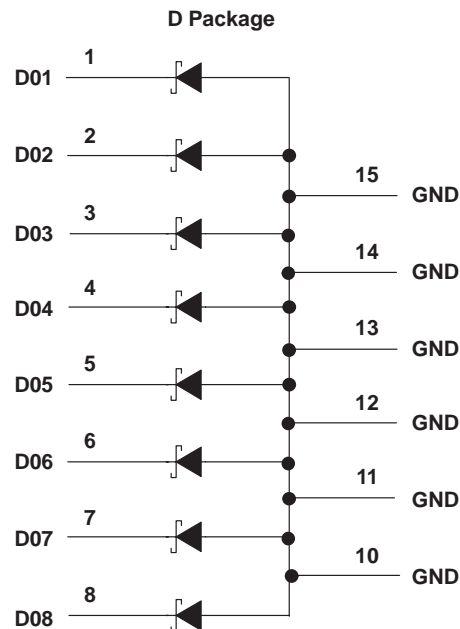 D Package
D01 1
D02 2
15 GND
D03 3
14 GND
D04 4
13 GND
D05 5
12 GND
D06 6
11 GND
D07 7
10 GND
D08 8